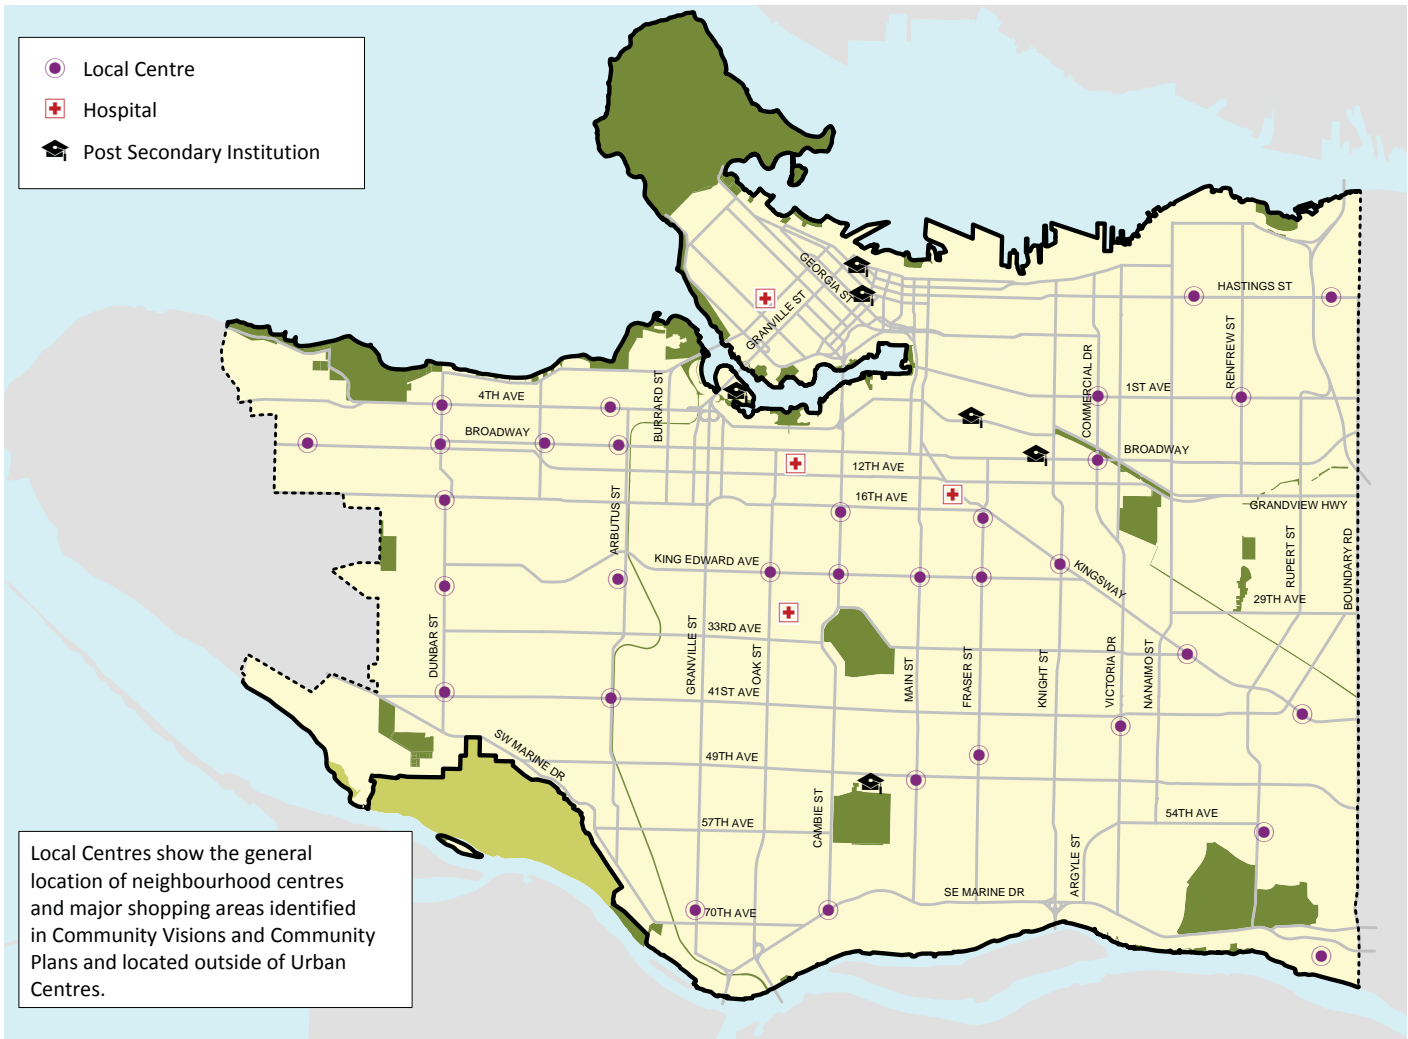 Local Centre
Hospital
Post Secondary Institution
GEORGIA ST
GRANVILLE ST
HASTINGS ST
RENFREW ST
COMMERCIAL DR
1ST AVE
4TH AVE
BURRARD ST
BROADWAY
BROADWAY
12TH AVE
16TH AVE
GRANDVIEW HWY
ARBUTUS ST
KING EDWARD AVE
KINGSWAY
RUPERT ST
BOUNDARY RD
29TH AVE
33RD AVE
DUNBAR ST
GRANVILLE ST
OAK ST
MAIN ST
FRASER ST
KNIGHT ST
VICTORIA DR
NANAIMO ST
41ST AVE
SW MARINE DR
49TH AVE
CAMBIE ST
57TH AVE
54TH AVE
ARGYLE ST
SE MARINE DR
70TH AVE
Local Centres show the general
location of neighbourhood centres
and major shopping areas identified
in Community Visions and Community
Plans and located outside of Urban
Centres.